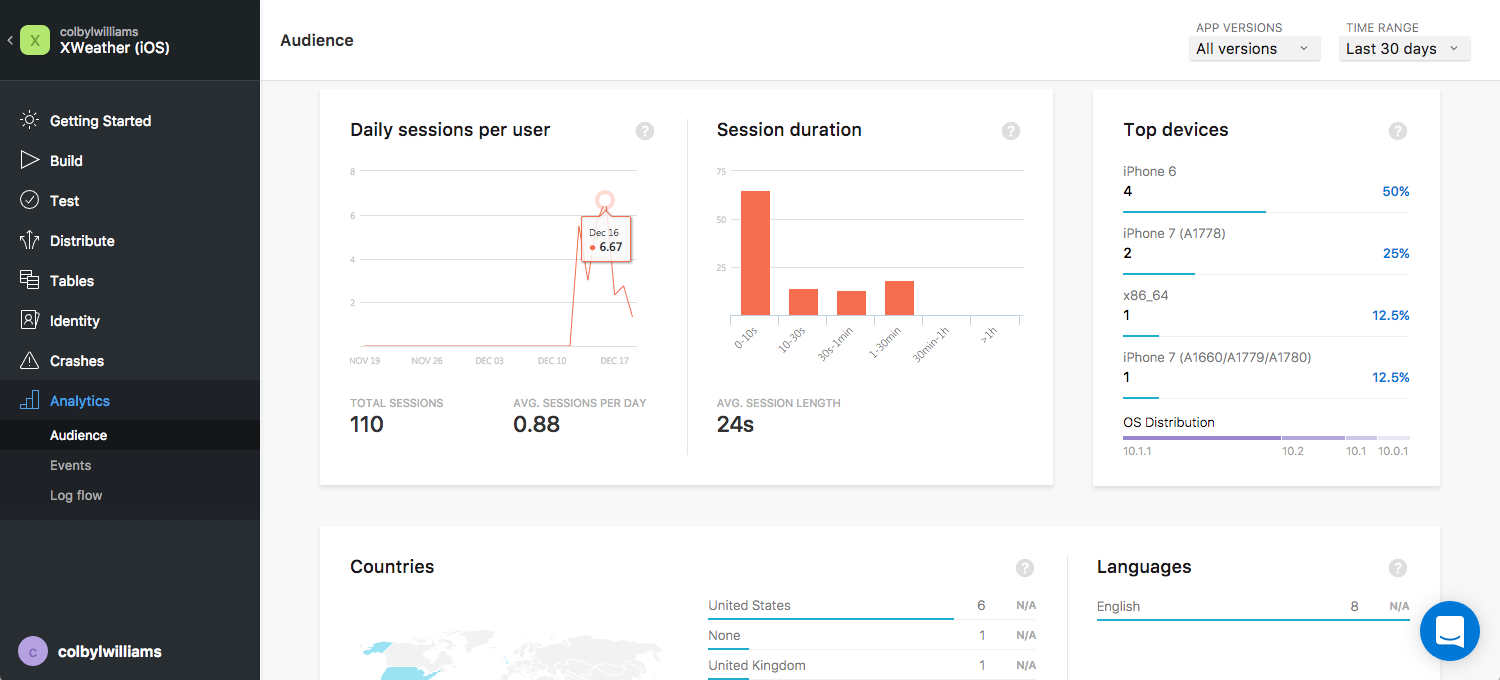 colbylwilliams
X
XWeather (iOS)
Getting Started
Build
Test
Distribute
Tables
Identity
Crashes
Analytics
Audience
Events
Log flow
c
colbylwilliams
Audience
APP VERSIONS
All versions
TIME RANGE
Last 30 days
Daily sessions per user
?
8
6
4
2
Dec 16
6.67
NOV 19 NOV 26 DEC 03 DEC 10 DEC 17
TOTAL SESSIONS
110
AVG. SESSIONS PER DAY
0.88
Session duration
?
75
50
25
0-10s 10-30s 30s-1min 1-30min 30min-1h >1h
AVG. SESSION LENGTH
24s
Top devices
?
iPhone 6
4 50%
iPhone 7 (A1778)
2 25%
x86_64
1 12.5%
iPhone 7 (A1660/A1779/A1780)
1 12.5%
OS Distribution
10.1.1 10.2 10.1 10.0.1
Countries
?
United States 6 N/A
None 1 N/A
United Kingdom 1 N/A
Languages
?
English 8 N/A